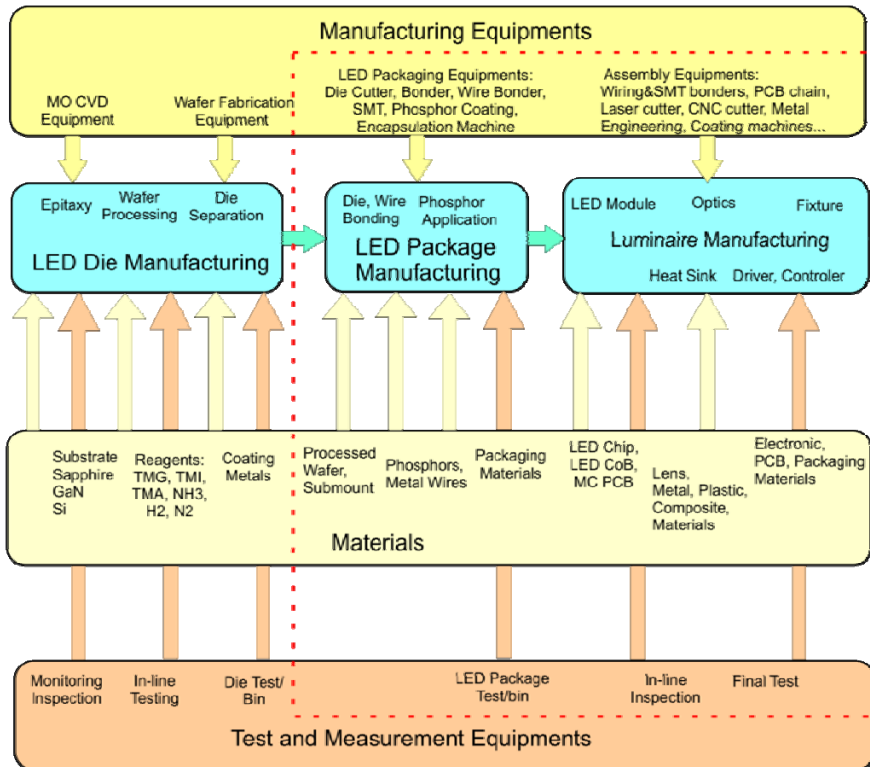 Manufacturing Equipments
MO CVD
Equipment
Wafer Fabrication
Equipment
LED Packaging Equipments:
Die Cutter, Bonder, Wire Bonder,
SMT, Phosphor Coating,
Encapsulation Machine
Assembly Equipments:
Wiring&SMT bonders, PCB chain,
Laser cutter, CNC cutter, Metal
Engineering, Coating machines...
Epitaxy
Wafer
Processing
Die
Separation
LED Die Manufacturing
Die, Wire
Bonding
Phosphor
Application
LED Package
Manufacturing
LED Module
Optics
Fixture
Luminaire Manufacturing
Heat Sink
Driver, Controler
Substrate
Sapphire
GaN
Si
Reagents:
TMG, TMI,
TMA, NH3,
H2, N2
Coating
Metals
Processed
Wafer,
Submount
Phosphors,
Metal Wires
Packaging
Materials
LED Chip,
LED CoB,
MC PCB
Lens,
Metal, Plastic,
Composite,
Materials
Electronic,
PCB, Packaging
Materials
Materials
Monitoring
Inspection
In-line
Testing
Die Test/
Bin
LED Package
Test/bin
In-line
Inspection
Final Test
Test and Measurement Equipments